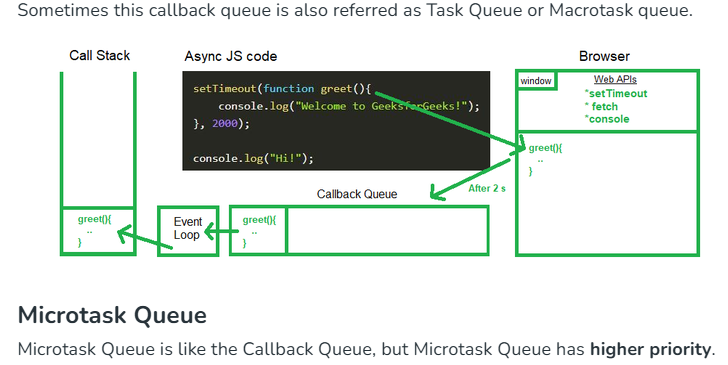 Sometimes this callback queue is also referred as Task Queue or Macrotask queue.
Call Stack
Async JS code
Browser
setTimeout(function greet(){
console.log("Welcome to GeeksforGeeks!");
}, 2000);
console.log("Hi!");
window
Web APIs
*setTimeout
* fetch
*console
greet(){
..
}
After 2 s
Callback Queue
greet(){
..
}
Event
Loop
greet(){
..
}
Microtask Queue
Microtask Queue is like the Callback Queue, but Microtask Queue has higher priority.